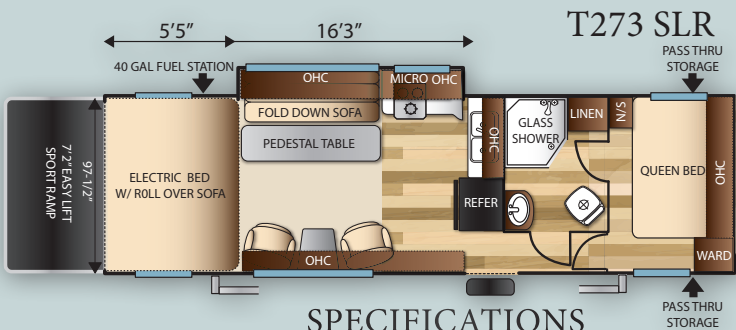 5'5"
16'3"
T273 SLR
40 GAL FUEL STATION
PASS THRU
STORAGE
OHC
MICRO OHC
FOLD DOWN SOFA
PEDESTAL TABLE
OHC
GLASS
SHOWER
LINEN
N/S
97-1/2"
7'2" EASY LIFT
SPORT RAMP
ELECTRIC BED
W/ ROLL OVER SOFA
REFER
QUEEN BED
OHC
OHC
WARD
PASS THRU
STORAGE
SPECIFICATIONS